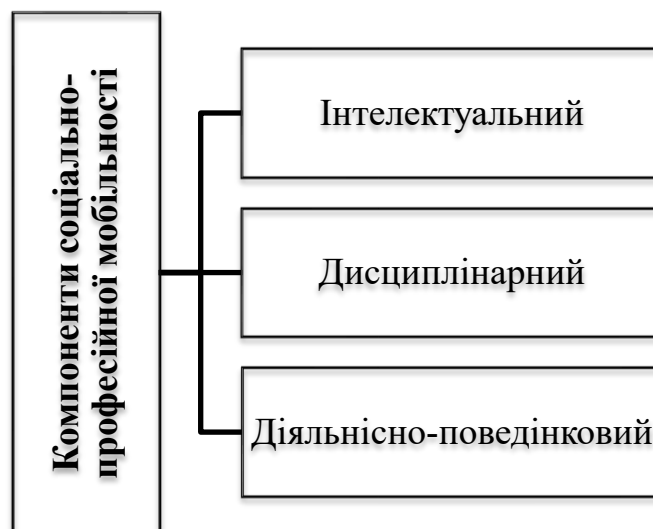 Компоненти соціально-
професійної мобільності
Інтелектуальний
Дисциплінарний
Діяльнісно-поведінковий